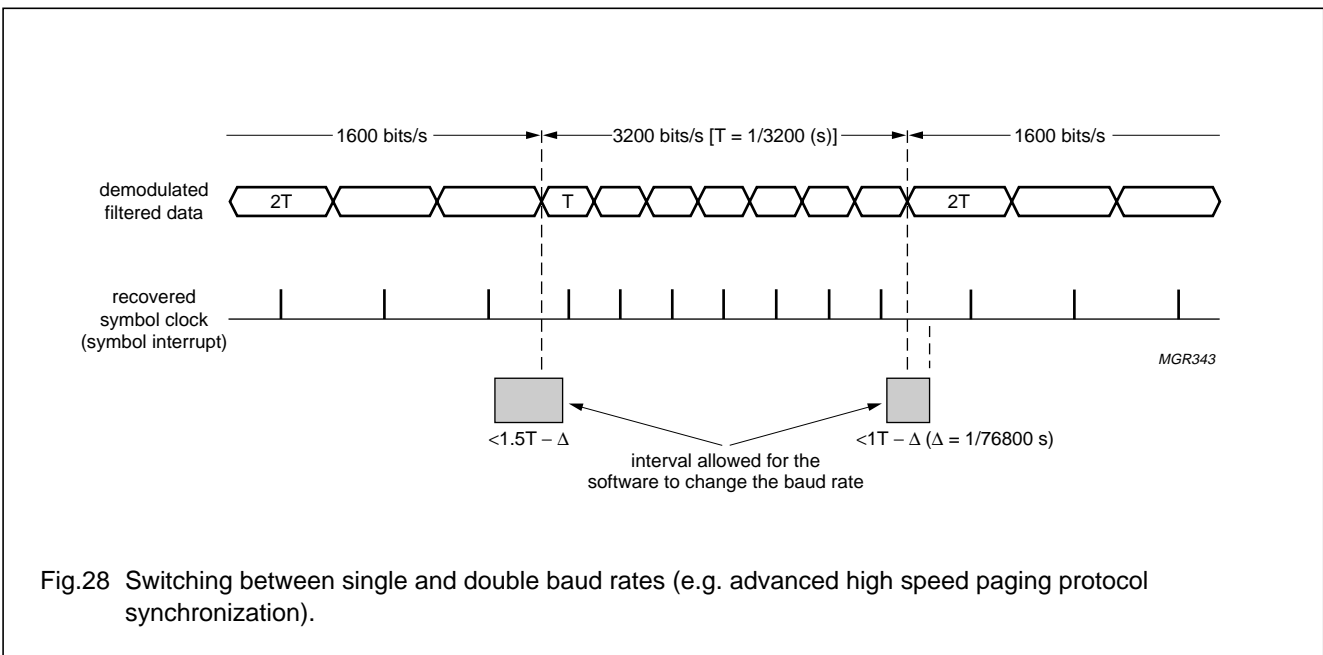 1600 bits/s
3200 bits/s [T = 1/3200 (s)]
1600 bits/s
demodulated
filtered data
2T
T
2T
recovered
symbol clock
(symbol interrupt)
MGR343
<1.5T − Δ
<1T − Δ (Δ = 1/76800 s)
interval allowed for the
software to change the baud rate
Fig.28 Switching between single and double baud rates (e.g. advanced high speed paging protocol
synchronization).